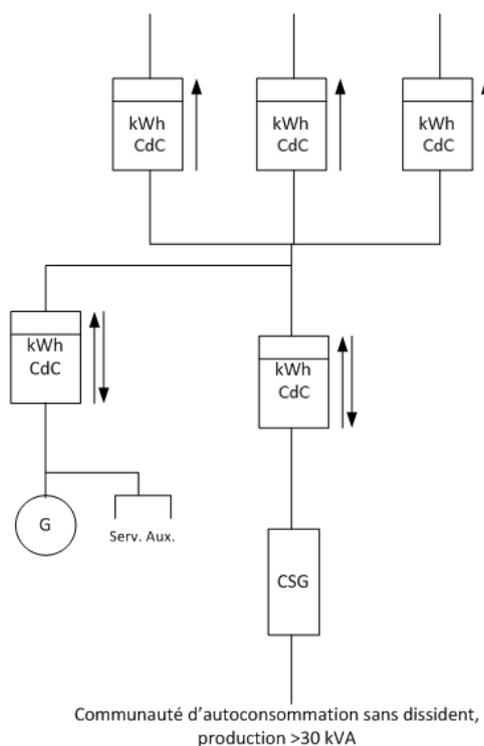 kWh
CdC
kWh
CdC
kWh
CdC
kWh
CdC
kWh
CdC
G
Serv. Aux.
CSG
Communauté d'autoconsommation sans dissident,
production >30 kVA